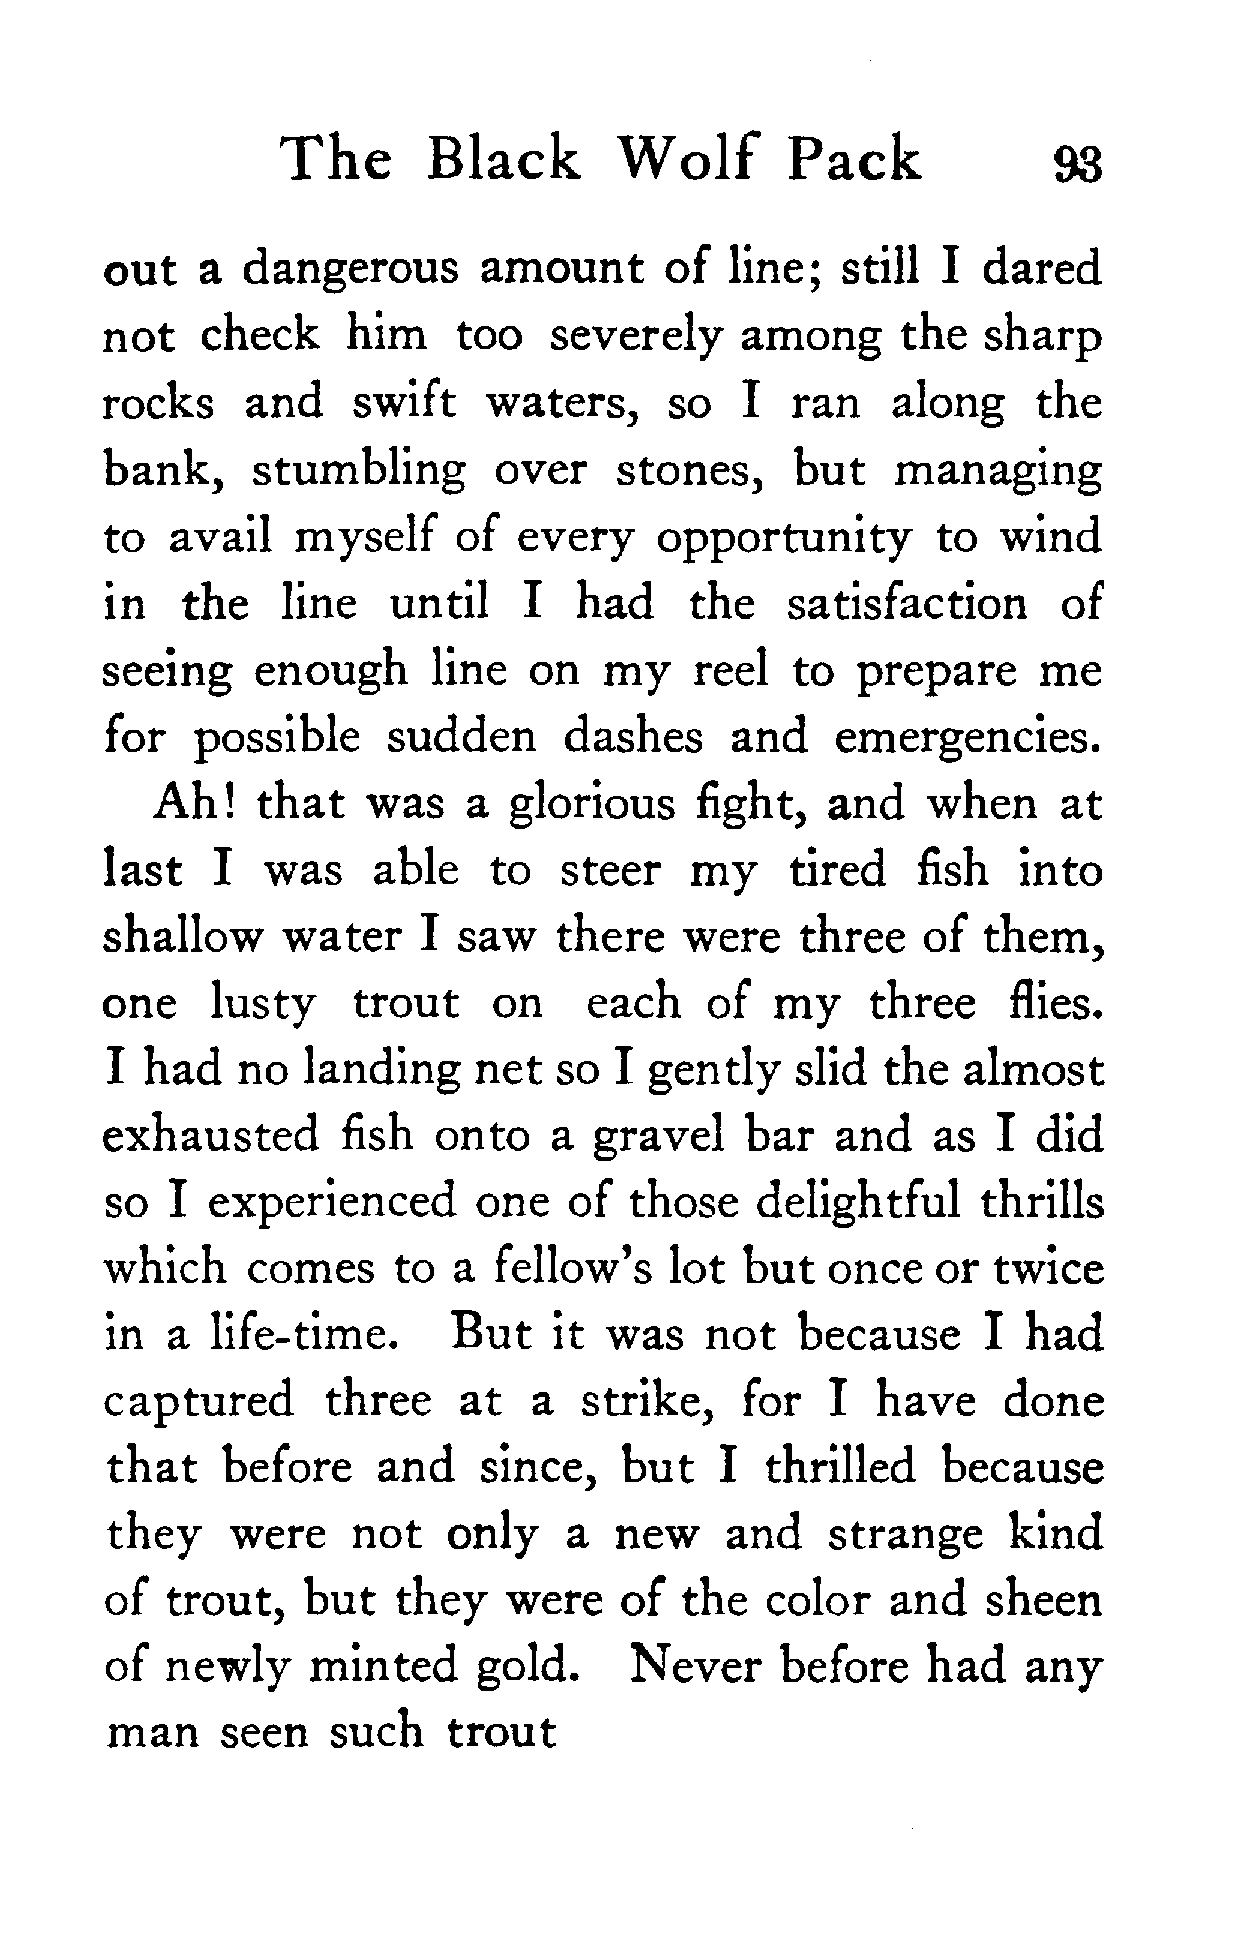 The Black Wolf Pack 93
out a dangerous amount of line; still I dared
not check him too severely among the sharp
rocks and swift waters, so I ran along the
bank, stumbling over stones, but managing
to avail myself of every opportunity to wind
in the line until I had the satisfaction of
seeing enough line on my reel to prepare me
for possible sudden dashes and emergencies.
Ah! that was a glorious fight, and when at
last I was able to steer my tired fish into
shallow water I saw there were three of them,
one lusty trout on each of my three flies.
I had no landing net so I gently slid the almost
exhausted fish onto a gravel bar and as I did
so I experienced one of those delightful thrills
which comes to a fellow's lot but once or twice
in a life-time. But it was not because I had
captured three at a strike, for I have done
that before and since, but I thrilled because
they were not only a new and strange kind
of trout, but they were of the color and sheen
of newly minted gold. Never before had any
man seen such trout